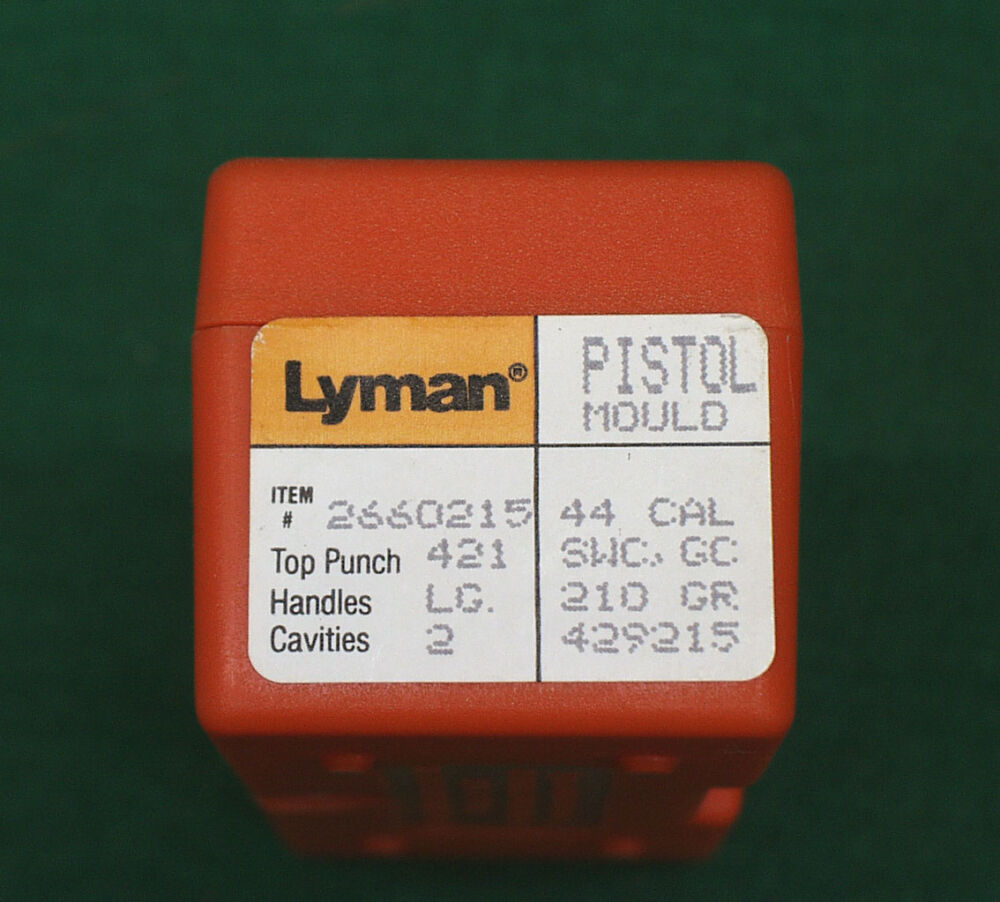 Lyman®
PISTOL
MOULD
ITEM
# 2660215
Top Punch 421
Handles LG.
Cavities 2
44 CAL
SWC, GC
210 GR
429215